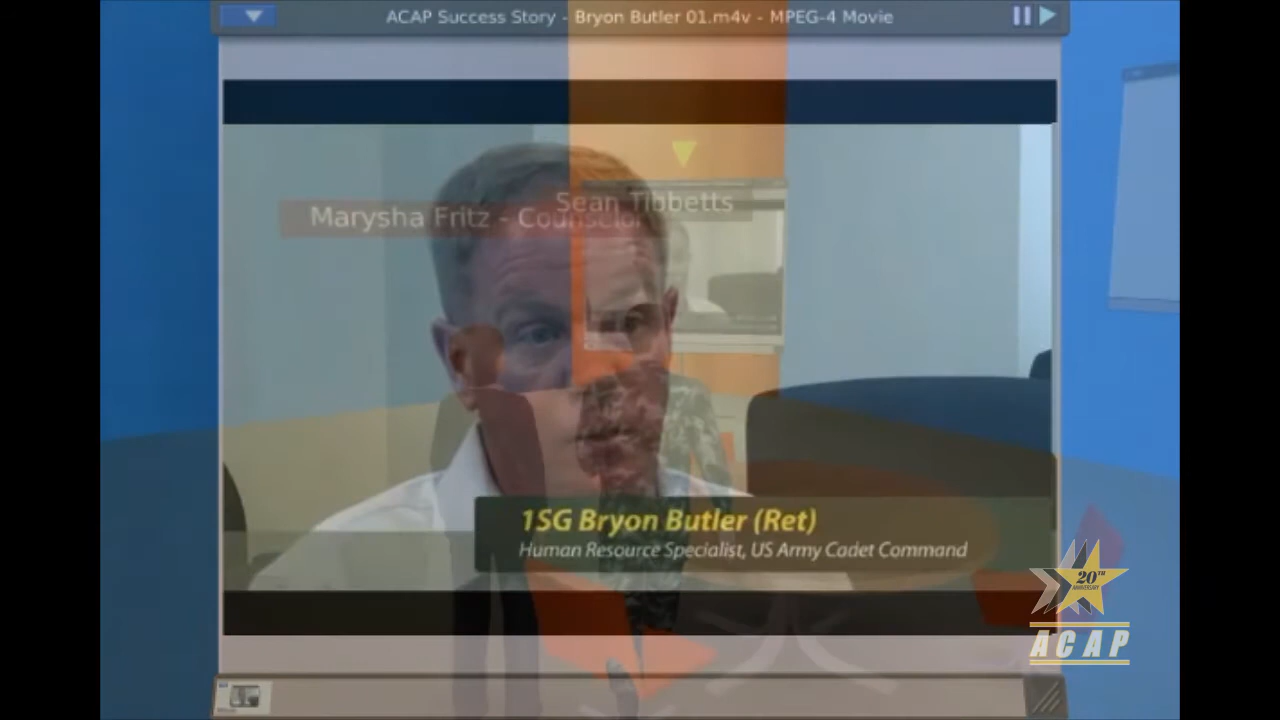 ACAP Success Story - Bryon Butler 01.m4v - MPEG-4 Movie
Sean Tibbetts
Marysha Fritz - Counselor
1SG Bryon Butler (Ret)
Human Resource Specialist, US Army Cadet Command
20TH
ANNIVERSARY
ACAP